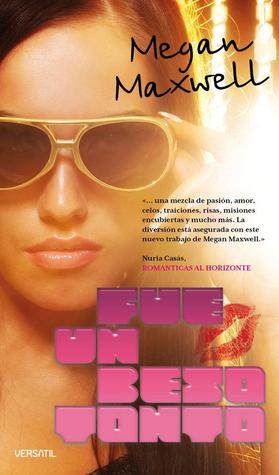 Megan
Maxwell
«... una mezcla de pasión, amor,
celos, traiciones, risas, misiones
encubiertas y mucho más. La
diversión está asegurada con este
nuevo trabajo de Megan Maxwell.»
Nuria Casás,
ROMANTICAS AL HORIZONTE
FUE
UN
BESO
TONTO
VERSATIL